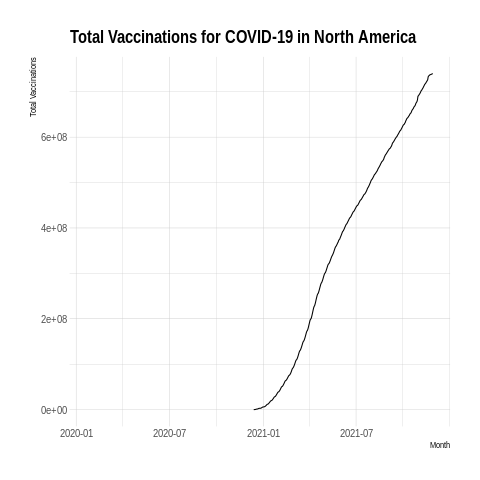 Total Vaccinations for COVID-19 in North America
Total Vaccinations
6e+08
4e+08
2e+08
0e+00
2020-01 2020-07 2021-01 2021-07
Month